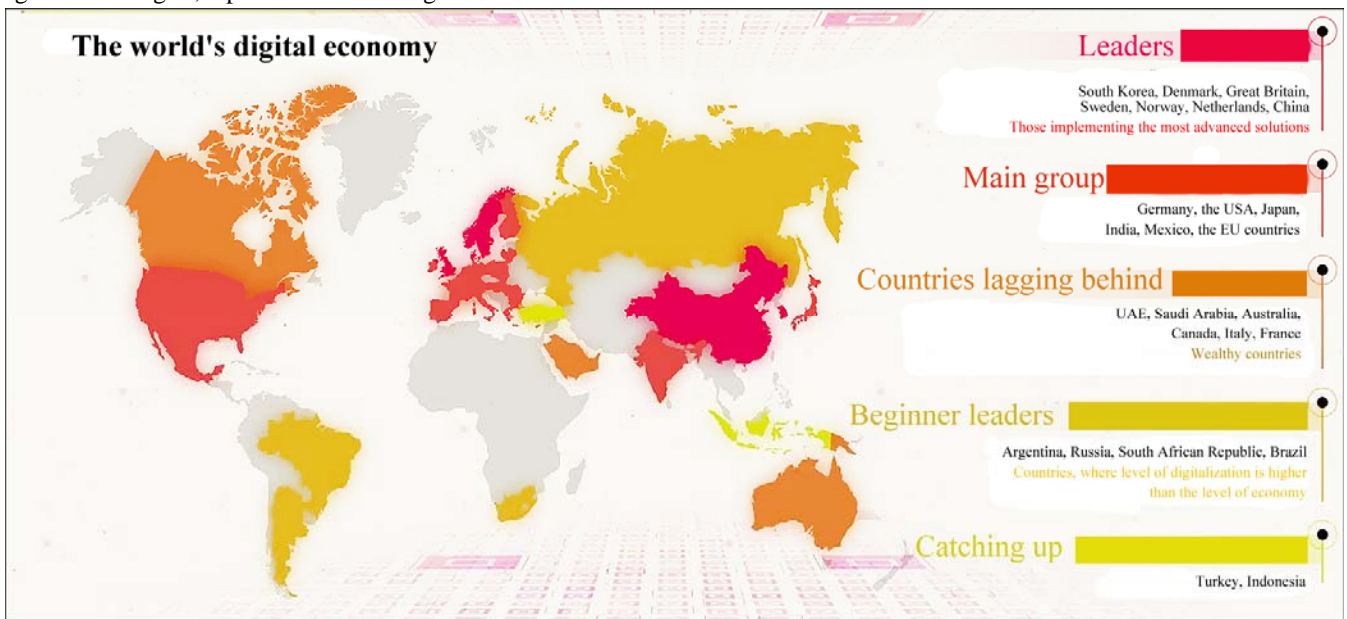 The world's digital economy
Leaders
South Korea, Denmark, Great Britain,
Sweden, Norway, Netherlands, China
Those implementing the most advanced solutions
Main group
Germany, the USA, Japan,
India, Mexico, the EU countries
Countries lagging behind
UAE, Saudi Arabia, Australia,
Canada, Italy, France
Wealthy countries
Beginner leaders
Argentina, Russia, South African Republic, Brazil
Countries, where level of digitalization is higher
than the level of economy
Catching up
Turkey, Indonesia